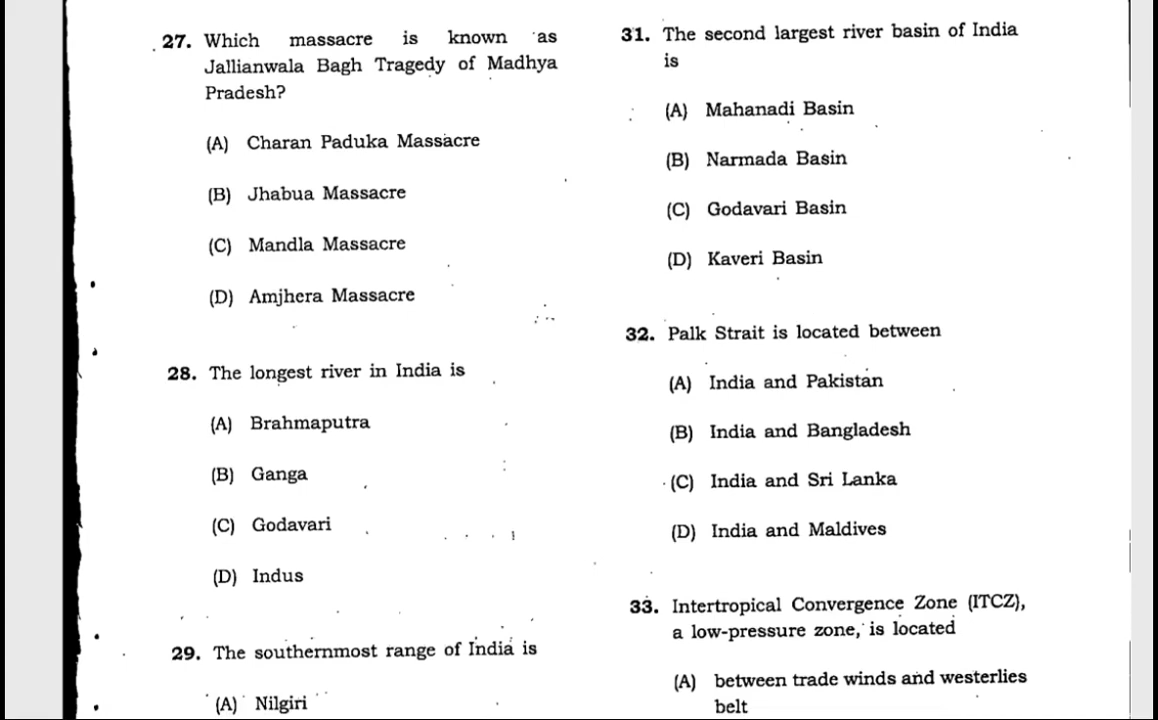 27. Which massacre is known as
Jallianwala Bagh Tragedy of Madhya
Pradesh?
(A) Charan Paduka Massacre
(B) Jhabua Massacre
(C) Mandla Massacre
(D) Amjhera Massacre
28. The longest river in India is
(A) Brahmaputra
(B) Ganga
(C) Godavari
(D) Indus
29. The southernmost range of India is
(A) Nilgiri
31. The second largest river basin of India
is
(A) Mahanadi Basin
(B) Narmada Basin
(C) Godavari Basin
(D) Kaveri Basin
32. Palk Strait is located between
(A) India and Pakistan
(B) India and Bangladesh
(C) India and Sri Lanka
(D) India and Maldives
33. Intertropical Convergence Zone (ITCZ),
a low-pressure zone, is located
(A) between trade winds and westerlies
belt